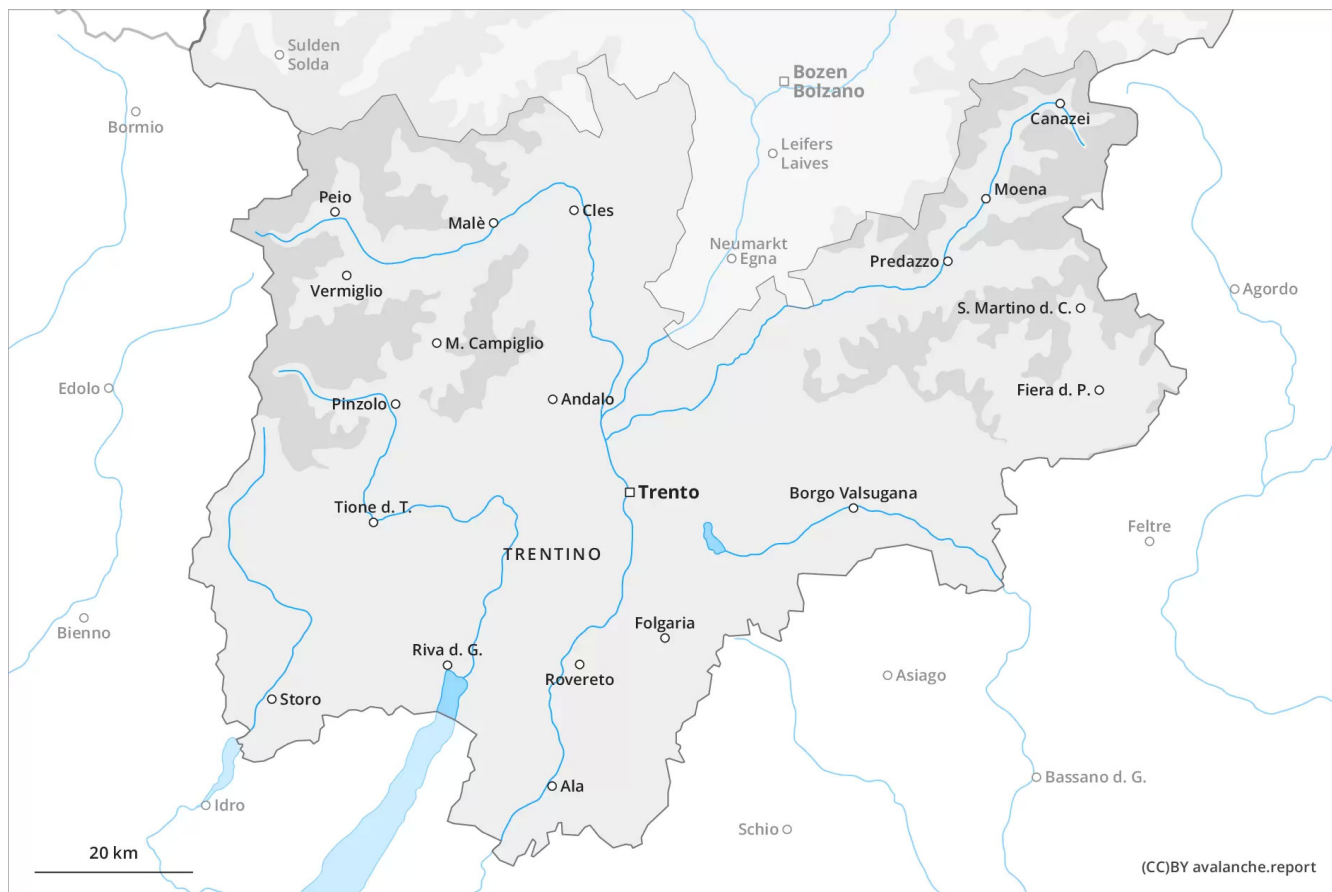 Sulden
Solda
Bozen
Bolzano
Bormio
Canazei
Leifers
Laives
Moena
Peio
Malè
Cles
Neumarkt
Egna
Predazzo
Vermiglio
Agordo
S. Martino d. C.
M. Campiglio
Edolo
Fiera d. P.
Pinzolo
Andalo
Trento
Borgo Valsugana
Tione d. T.
Feltre
TRENTINO
Bienno
Folgaria
Riva d. G.
Rovereto
Asiago
Storo
Bassano d. G.
Ala
Idro
Schio
20 km
(CC)BY avalanche.report